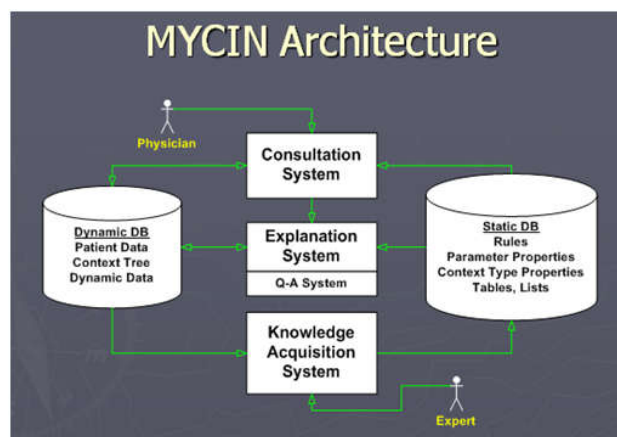 MYCIN Architecture
Physician
Consultation
System
Dynamic DB
Patient Data
Context Tree
Dynamic Data
Explanation
System
Q-A System
Static DB
Rules
Parameter Properties
Context Type Properties
Tables, Lists
Knowledge
Acquisition
System
Expert